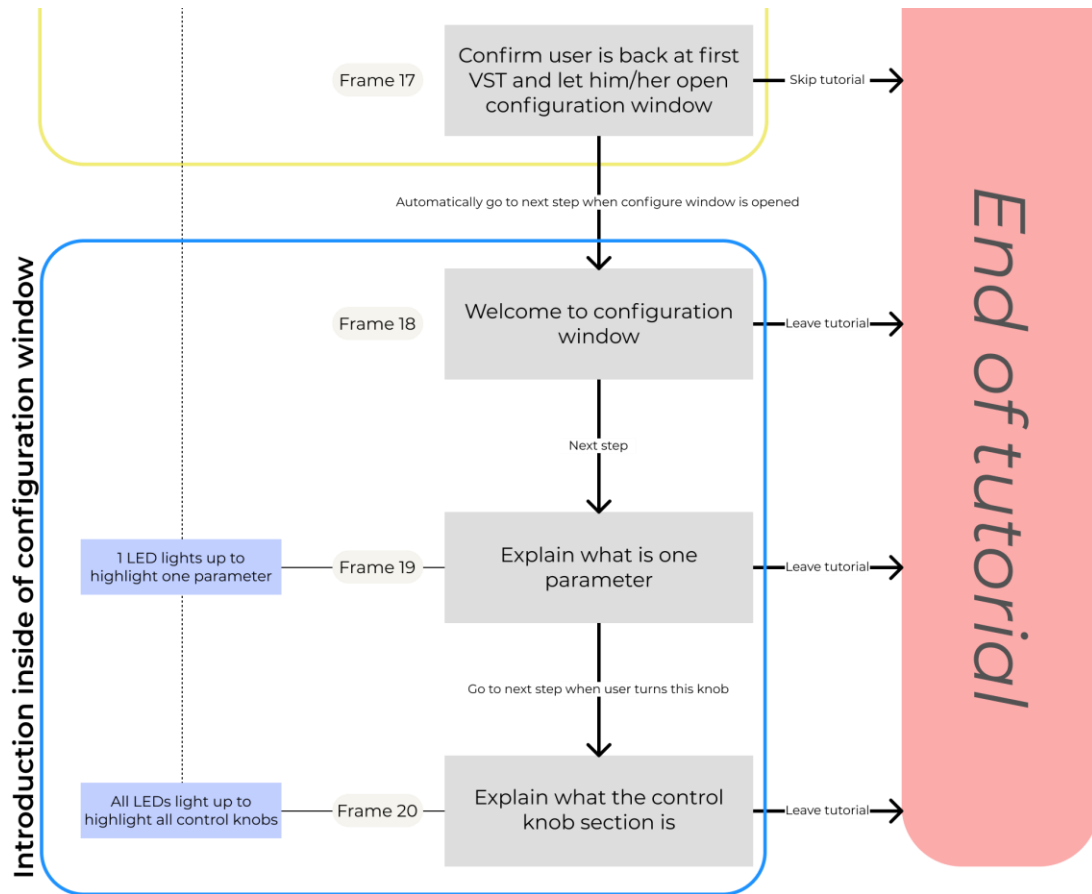 Frame 17
Confirm user is back at first
VST and let him/her open
configuration window
Skip tutorial
Automatically go to next step when configure window is opened
Introduction inside of configuration window
Frame 18
Welcome to configuration
window
Leave tutorial
Next step
1 LED lights up to
highlight one parameter
Frame 19
Explain what is one
parameter
Leave tutorial
Go to next step when user turns this knob
All LEDs light up to
highlight all control knobs
Frame 20
Explain what the control
knob section is
Leave tutorial
End of tutorial